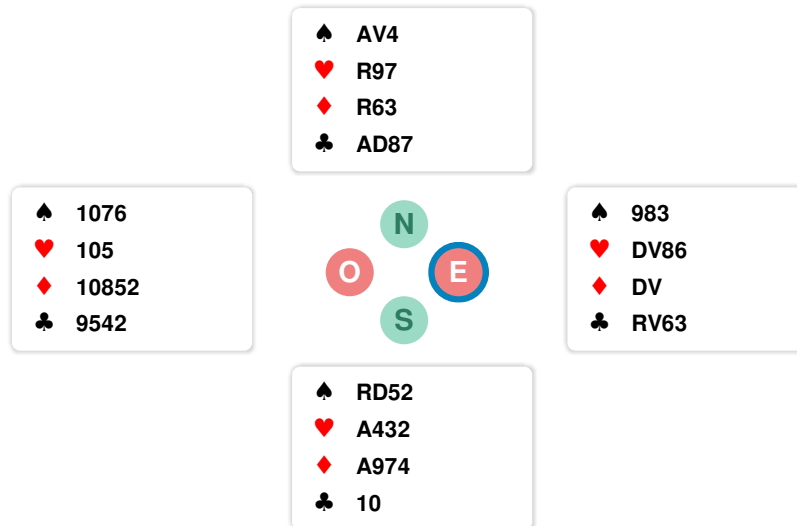 ♠ AV4
♥ R97
♦ R63
♣ AD87
♠ 1076
♥ 105
♦ 10852
♣ 9542
N
O E
S
♠ 983
♥ DV86
♦ DV
♣ RV63
♠ RD52
♥ A432
♦ A974
♣ 10